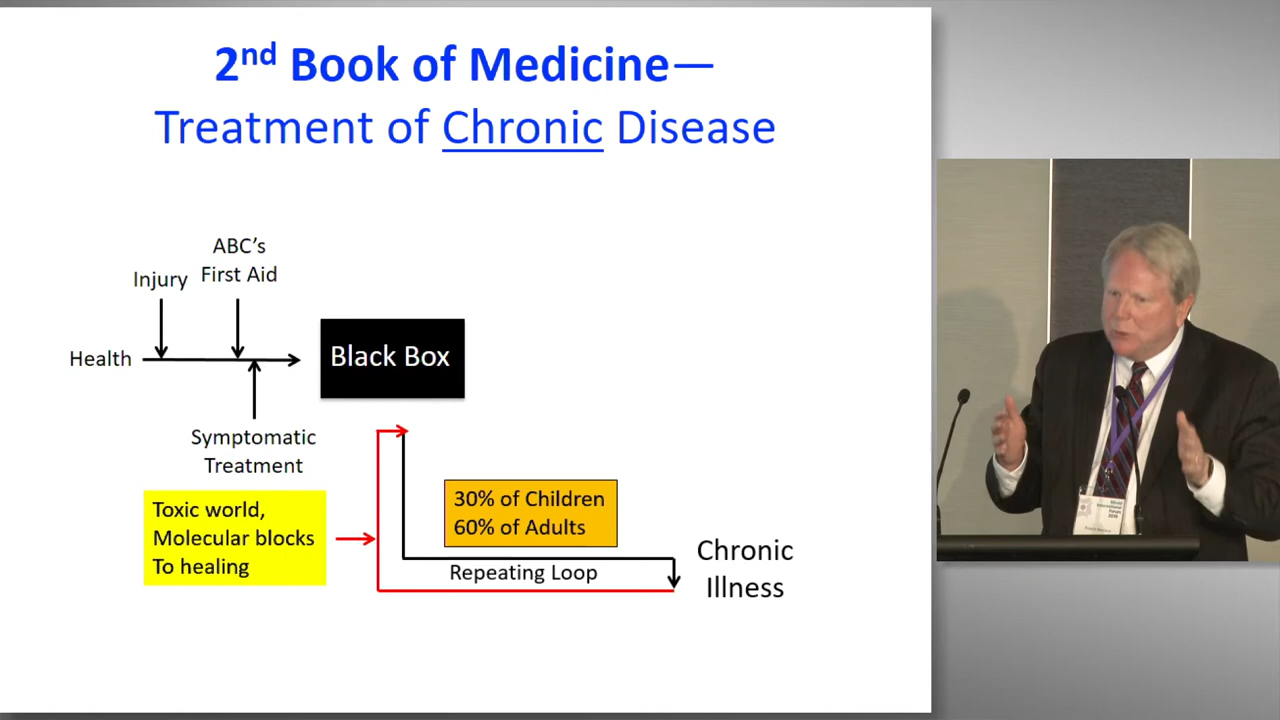 2nd Book of Medicine—
Treatment of Chronic Disease
ABC's
First Aid
Injury
Health
Black Box
Symptomatic
Treatment
Toxic world,
Molecular blocks
To healing
30% of Children
60% of Adults
Repeating Loop
Chronic
Illness